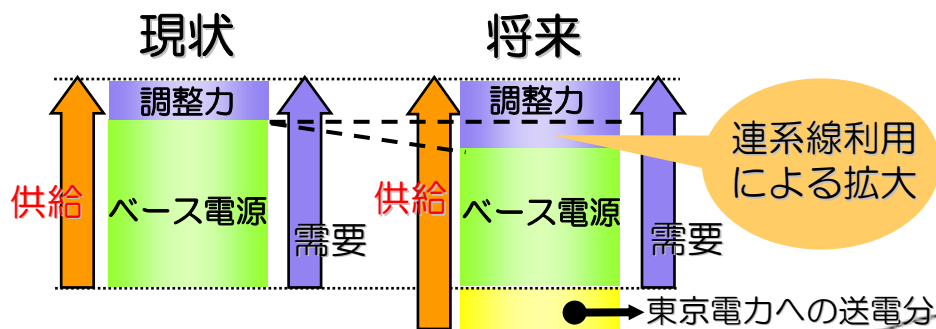 現状
将来
調整力
調整力
連系線利用
による拡大
供給
ベース電源
需要
供給
ベース電源
需要
東京電力への送電分